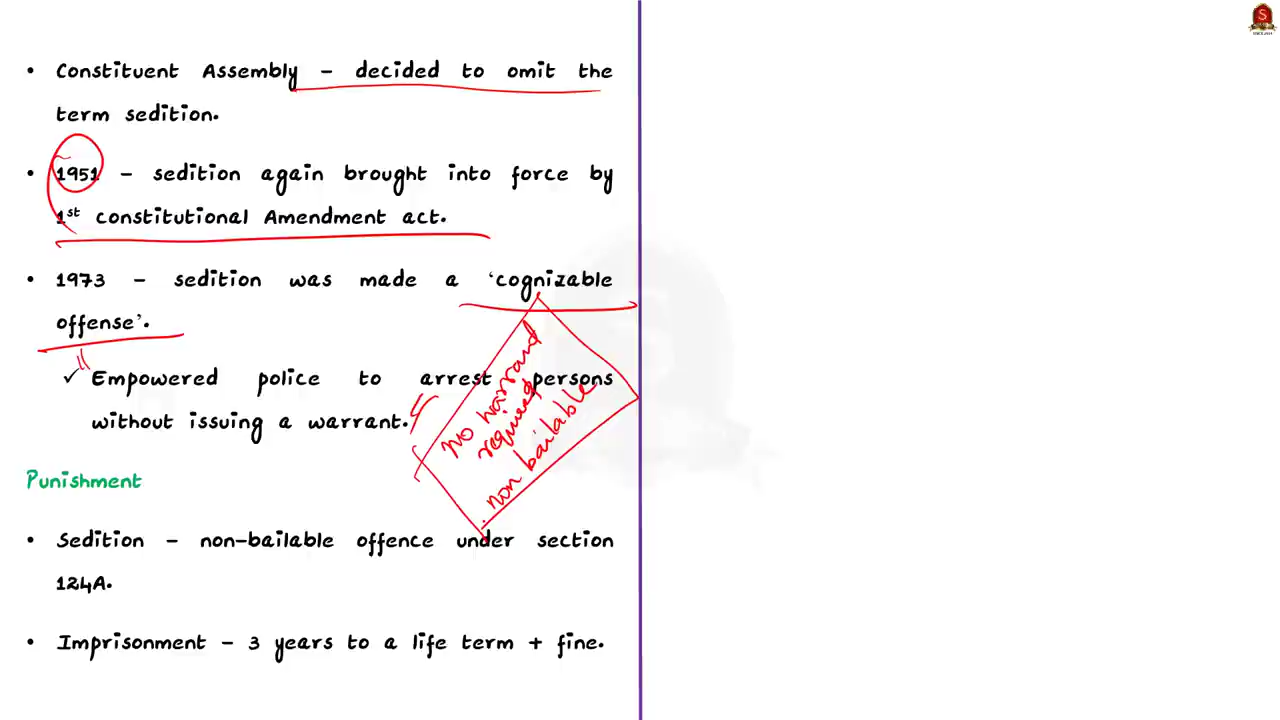 • Constituent Assembly – decided to omit the
term sedition.
• 1951 – sedition again brought into force by
1st constitutional Amendment act.
• 1973 – sedition was made a ‘cognizable
offense’.
✓ Empowered police to arrest persons
without issuing a warrant.
No warrand
required
non bailable
Punishment
• Sedition – non-bailable offence under section
124A.
• Imprisonment – 3 years to a life term + fine.